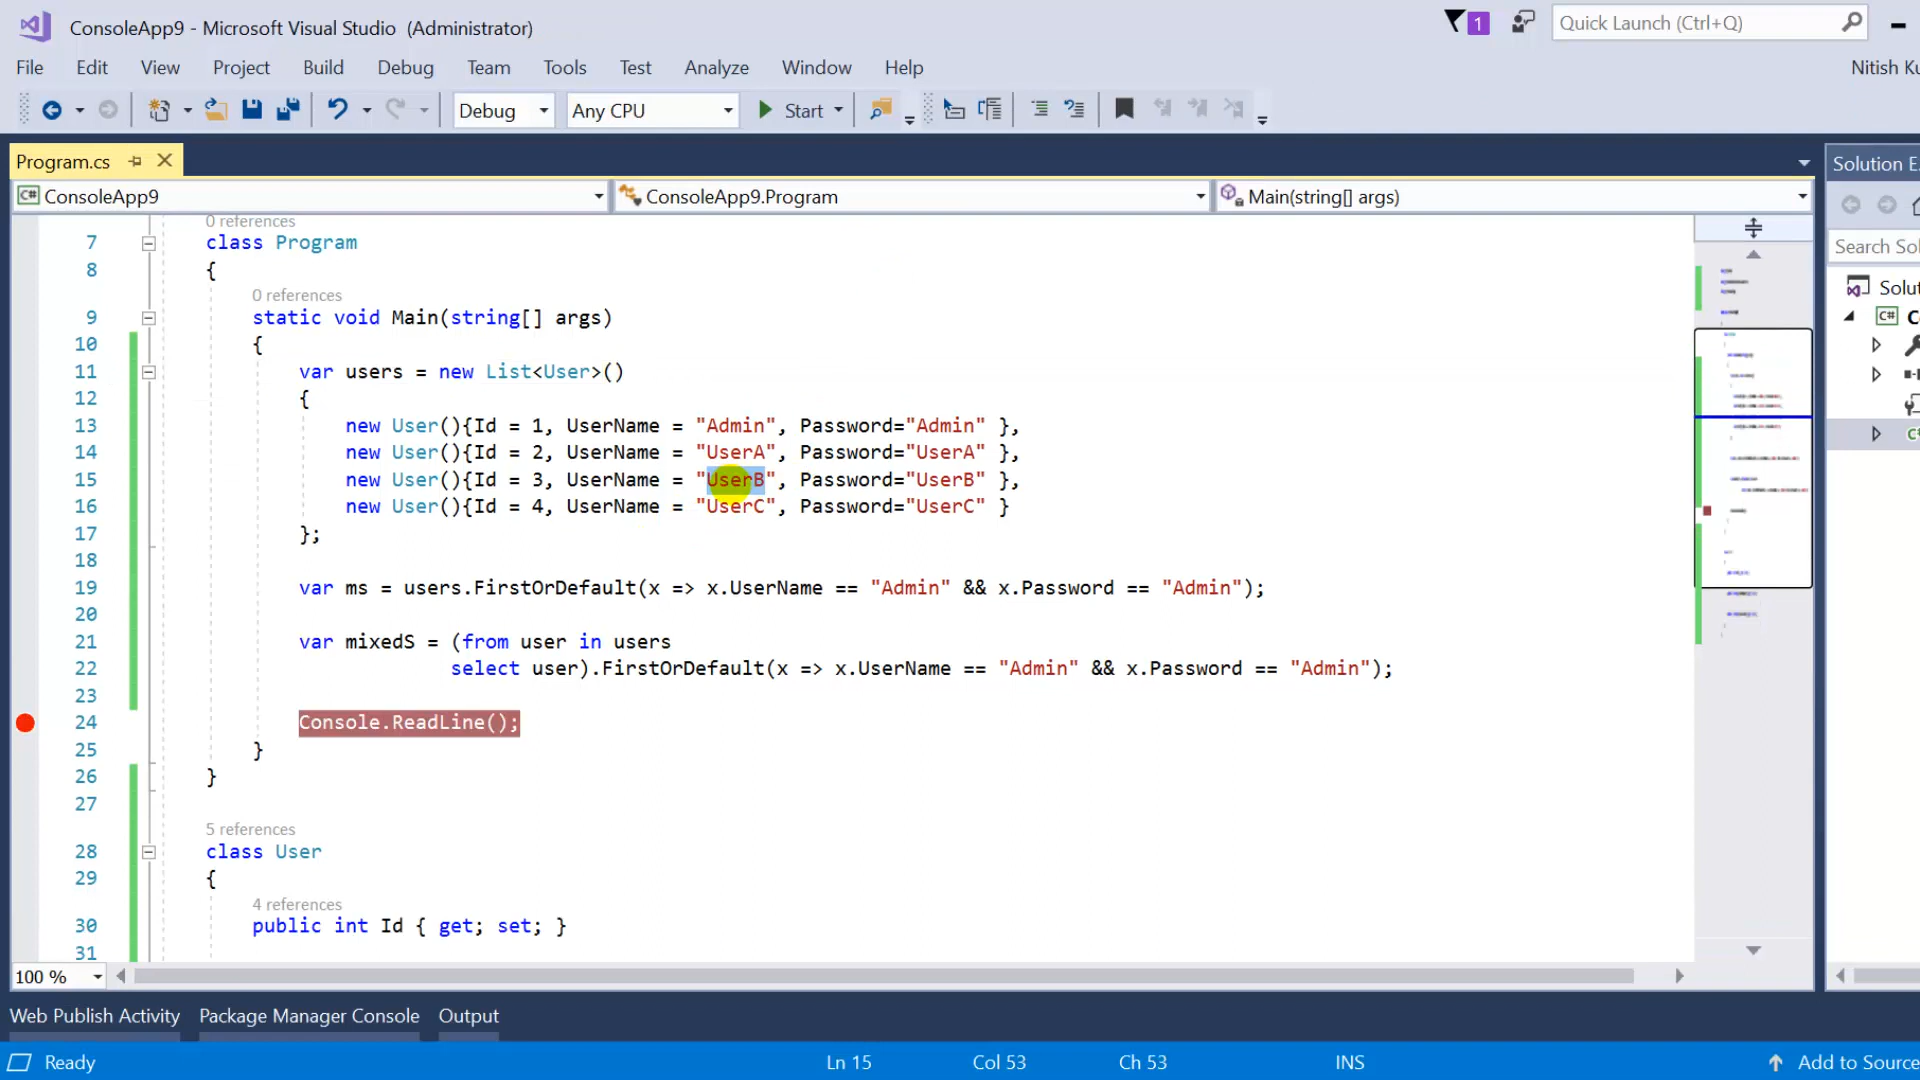 ConsoleApp9 - Microsoft Visual Studio (Administrator)
1
Quick Launch (Ctrl+Q)
File Edit View Project Build Debug Team Tools Test Analyze Window Help
Nitish Ku
Debug Any CPU Start
Program.cs
Solution E
ConsoleApp9 ConsoleApp9.Program Main(string[] args)
0 references
7 class Program
8 {
0 references
9 static void Main(string[] args)
10 {
11 var users = new List<User>()
12 {
13 new User(){Id = 1, UserName = "Admin", Password="Admin" },
14 new User(){Id = 2, UserName = "UserA", Password="UserA" },
15 new User(){Id = 3, UserName = "UserB", Password="UserB" },
16 new User(){Id = 4, UserName = "UserC", Password="UserC" }
17 };
18
19 var ms = users.FirstOrDefault(x => x.UserName == "Admin" && x.Password == "Admin");
20
21 var mixedS = (from user in users
22 select user).FirstOrDefault(x => x.UserName == "Admin" && x.Password == "Admin");
23
24 Console.ReadLine();
25 }
26 }
27
5 references
28 class User
29 {
4 references
30 public int Id { get; set; }
31
Search Sol
Solut
C# C
100 %
Web Publish Activity Package Manager Console Output
Ready Ln 15 Col 53 Ch 53 INS Add to Source